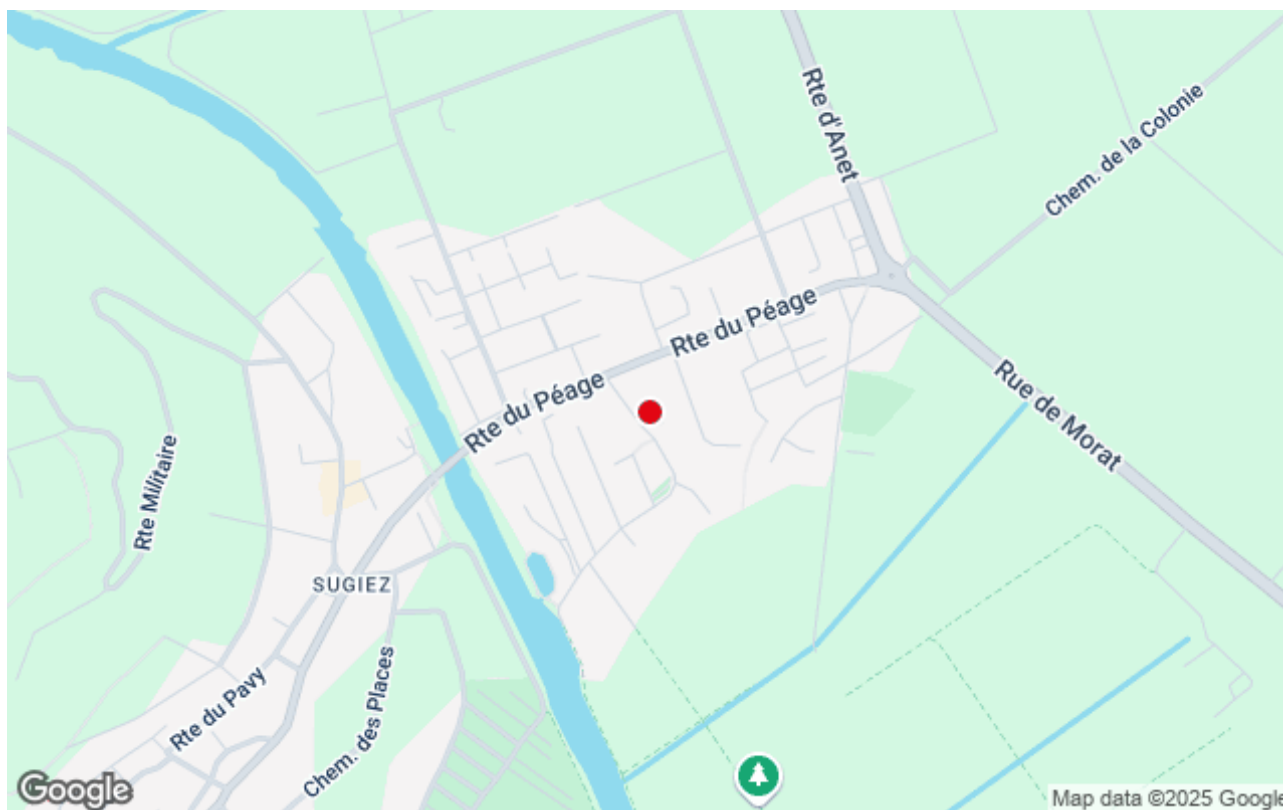 Rte d'Anet
Chem. de la Colonie
Rte du Péage
Rte du Péage
Rue de Morat
Rte Militaire
SUGIEZ
Rte du Pavy
Chem. des Places
Google
Map data ©2025 Google